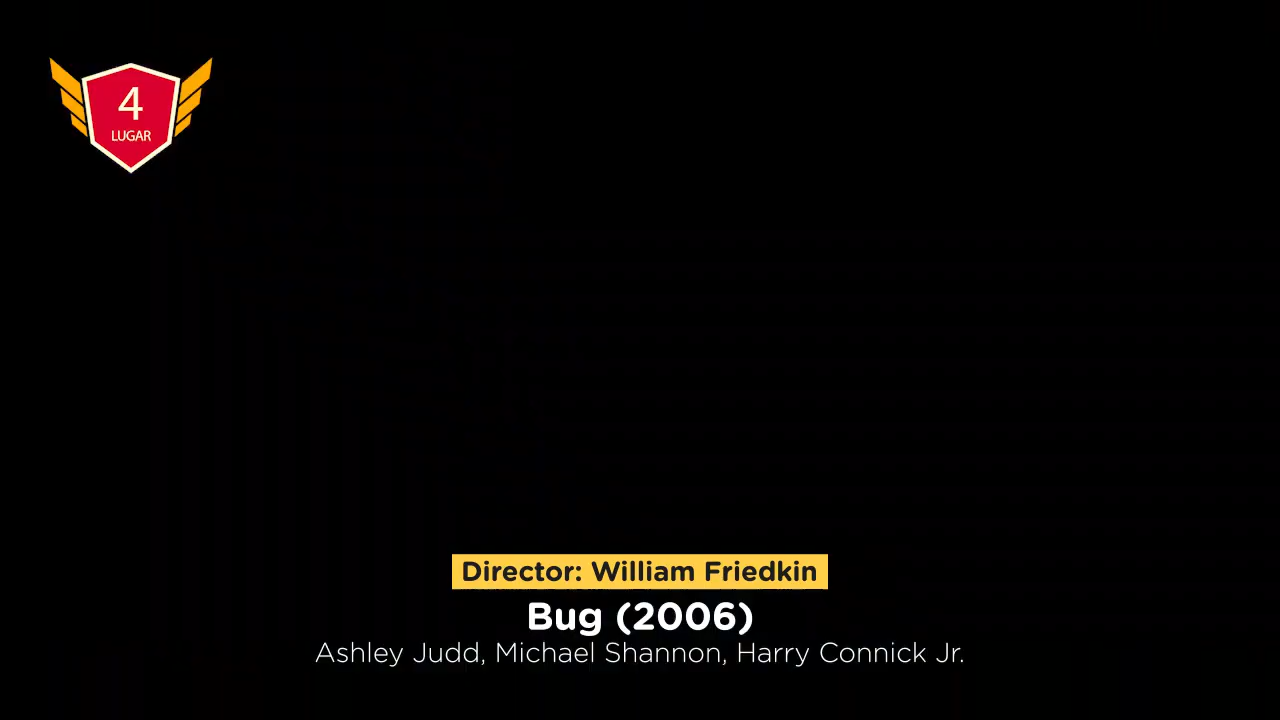 4
LUGAR
Director: William Friedkin
Bug (2006)
Ashley Judd, Michael Shannon, Harry Connick Jr.